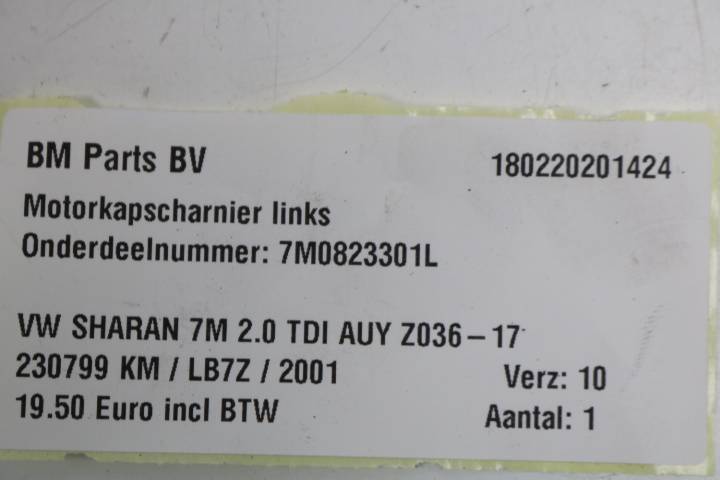 BM Parts BV 180220201424
Motorkapscharnier links
Onderdeelnummer: 7M0823301L
VW SHARAN 7M 2.0 TDI AUY Z036-17
230799 KM / LB7Z / 2001 Verz: 10
19.50 Euro incl BTW Aantal: 1